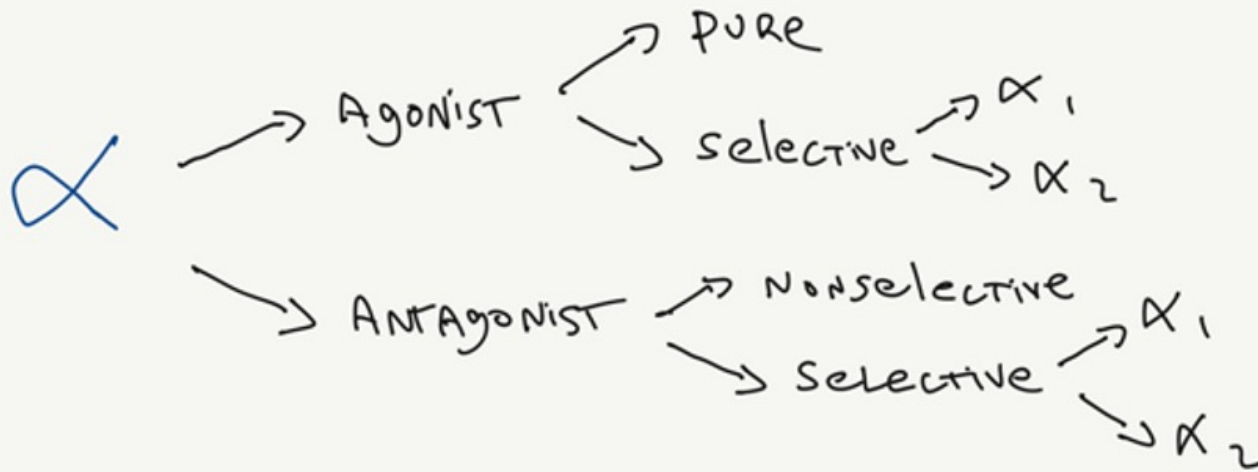 PURe
AgONIST
Selective
α1
α2
α
ANTAgONIST
NONSelective
Selective
α1
α2